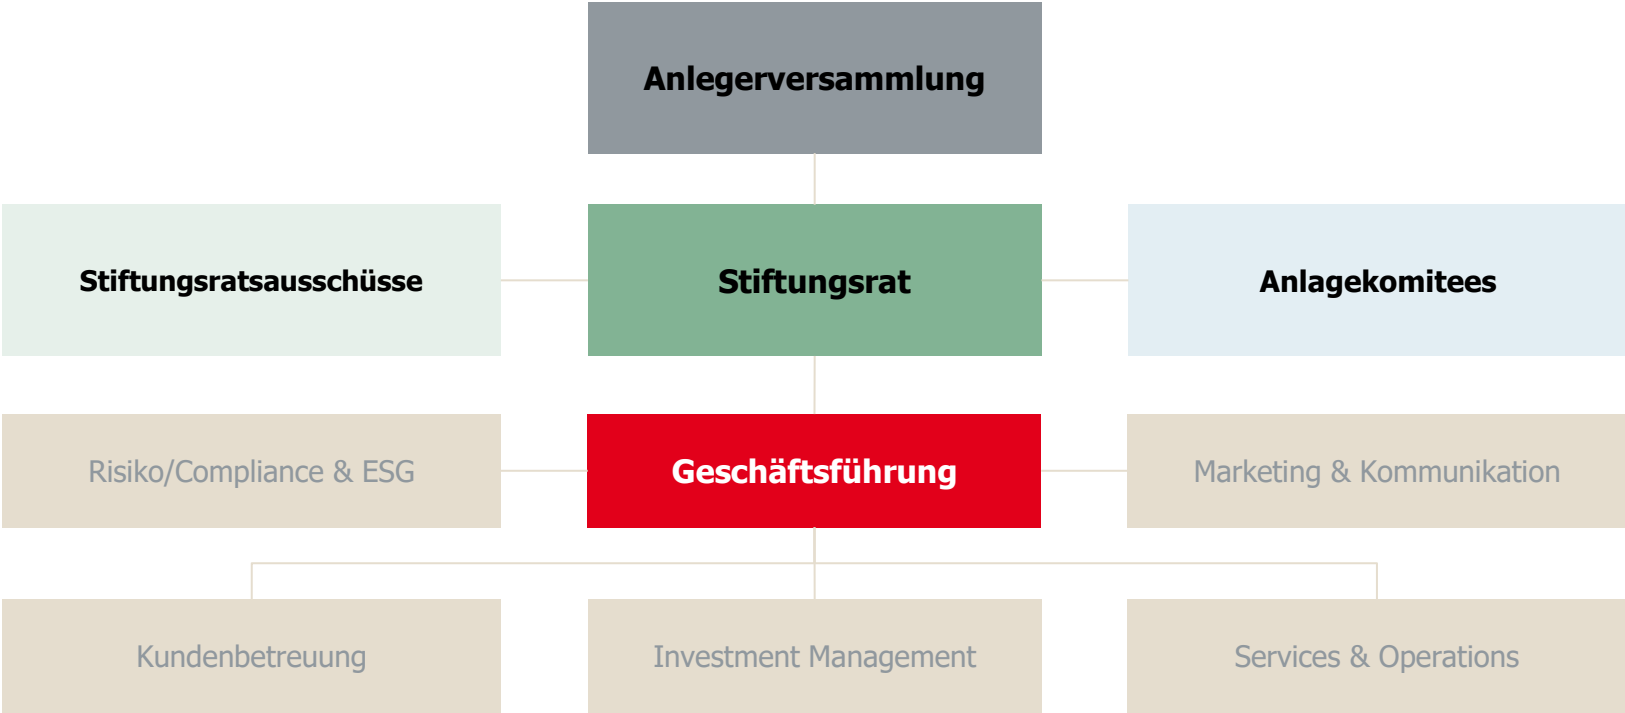 Anlegerversammlung
Stiftungsratsausschüsse
Stiftungsrat
Anlagekomitees
Risiko/Compliance & ESG
Geschäftsführung
Marketing & Kommunikation
Kundenbetreuung
Investment Management
Services & Operations